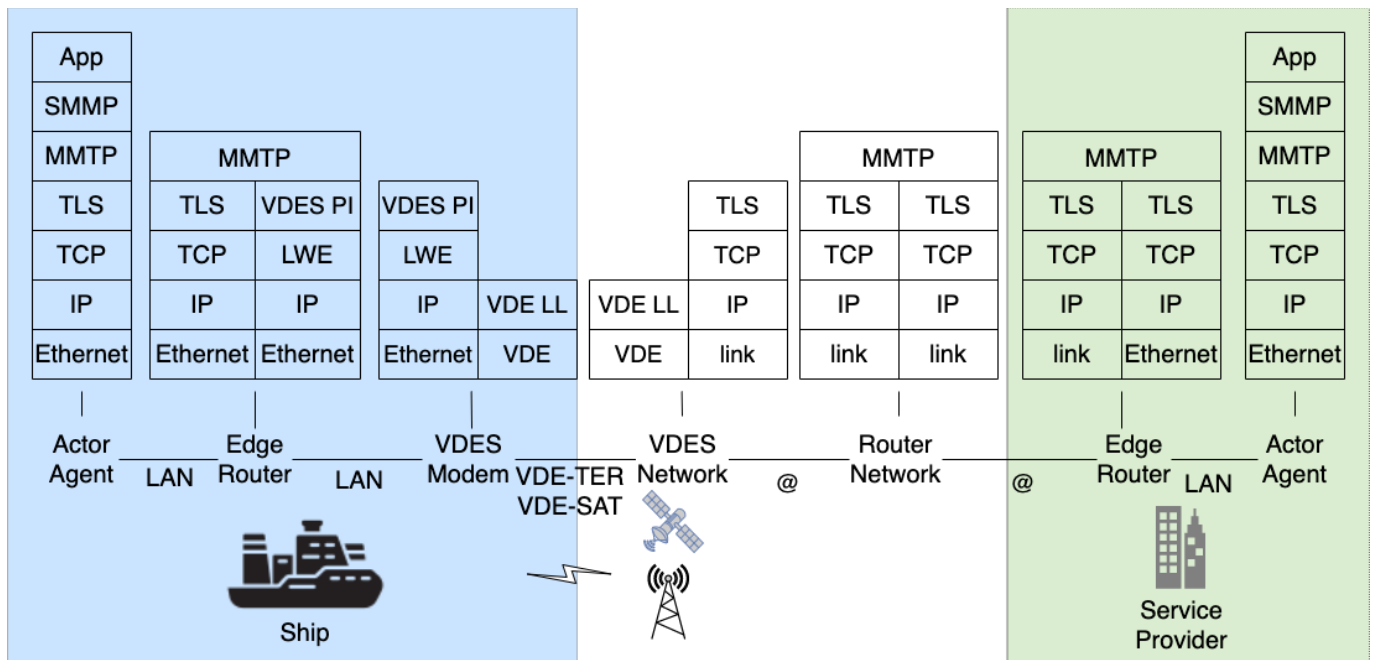 App App
SMMP SMMP
MMTP MMTP MMTP MMTP MMTP
TLS TLS VDES PI VDES PI TLS TLS TLS TLS TLS TLS
TCP TCP LWE LWE TCP TCP TCP TCP TCP TCP
IP IP IP IP VDE LL VDE LL IP IP IP IP IP IP
Ethernet Ethernet Ethernet Ethernet VDE VDE link link link link Ethernet Ethernet
Actor Edge VDES VDES Router Edge Actor
Agent LAN Router LAN Modem VDE-TER Network @ Network @ Router LAN Agent
VDE-SAT
Ship
Service
Provider